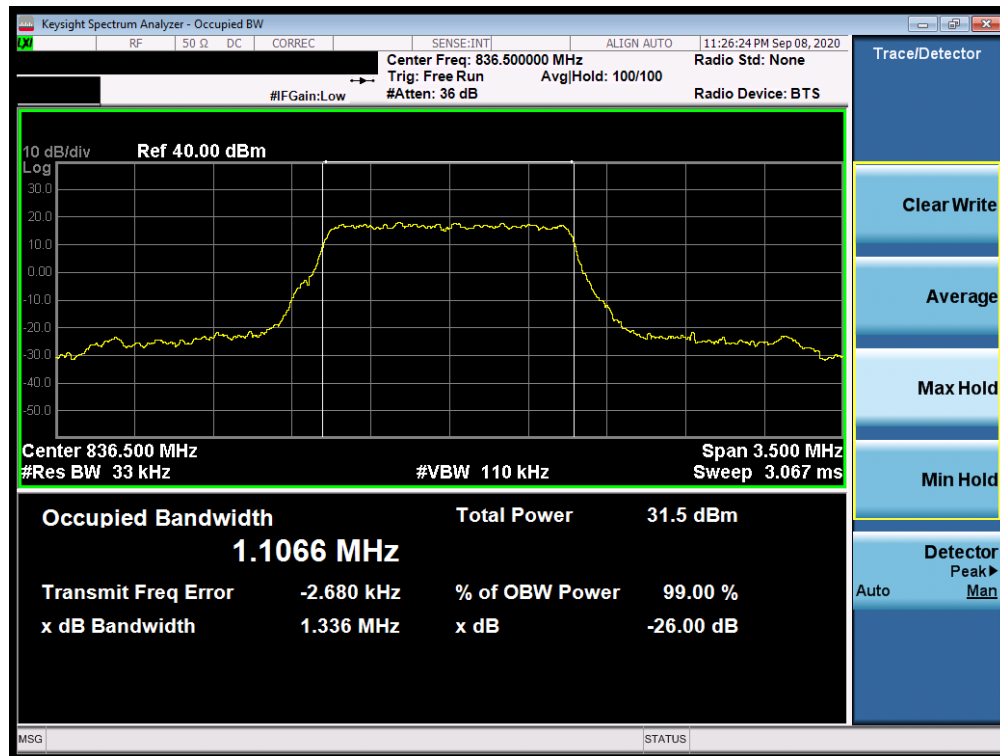 Keysight Spectrum Analyzer - Occupied BW
LXI
RF 50 Ω DC CORREC SENSE:INT ALIGN AUTO 11:26:24 PM Sep 08, 2020
Center Freq: 836.500000 MHz Radio Std: None
Trig: Free Run Avg|Hold: 100/100
#IFGain:Low #Atten: 36 dB Radio Device: BTS
10 dB/div Ref 40.00 dBm
Log
30.0
20.0
10.0
0.00
-10.0
-20.0
-30.0
-40.0
-50.0
Center 836.500 MHz Span 3.500 MHz
#Res BW 33 kHz #VBW 110 kHz Sweep 3.067 ms
Occupied Bandwidth Total Power 31.5 dBm
1.1066 MHz
Transmit Freq Error -2.680 kHz % of OBW Power 99.00 %
x dB Bandwidth 1.336 MHz x dB -26.00 dB
MSG STATUS
Trace/Detector
Clear Write
Average
Max Hold
Min Hold
Detector
Peak▶
Auto Man